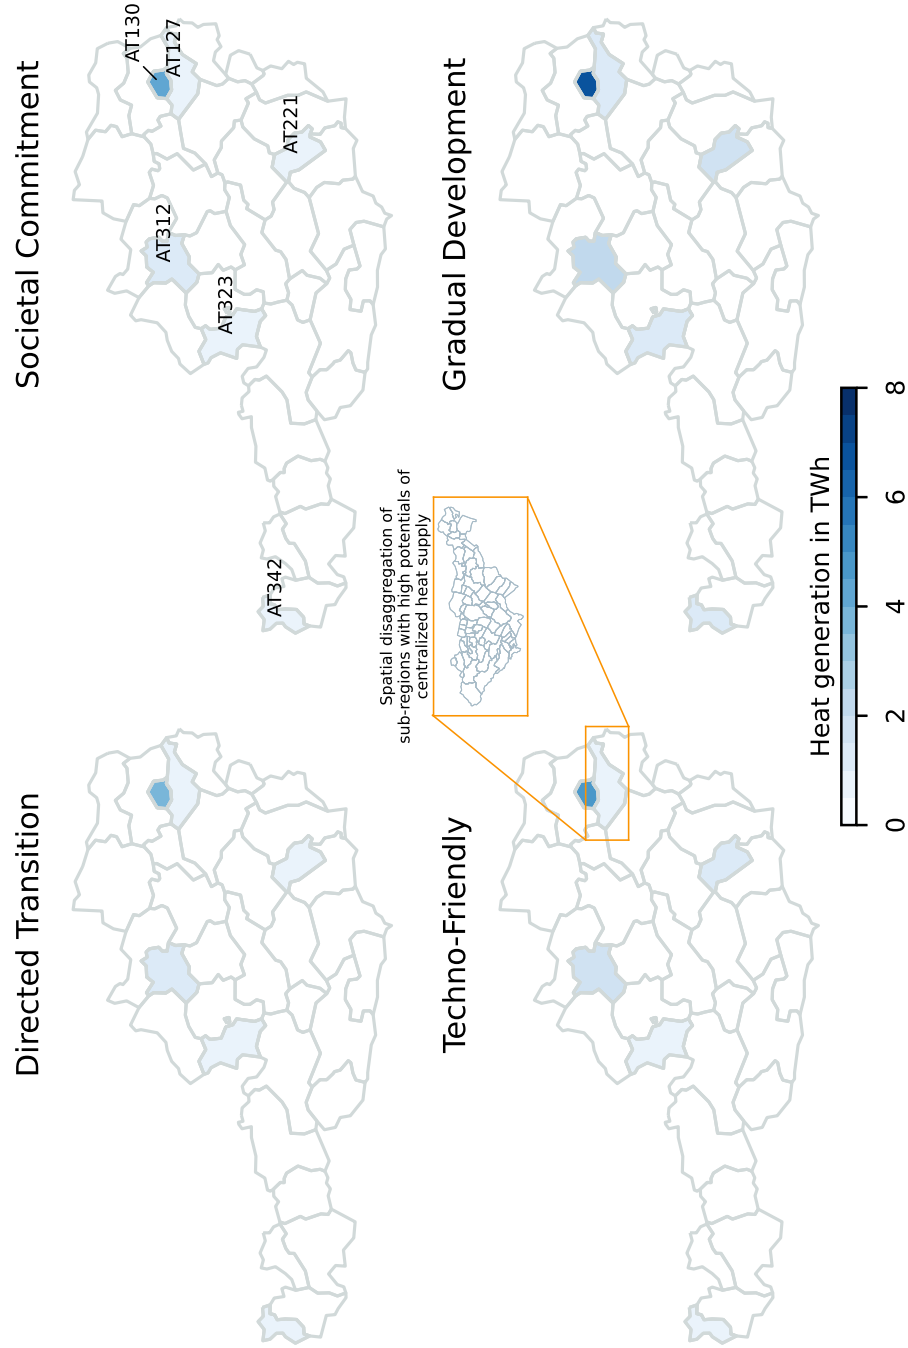 Directed Transition
Societal Commitment
AT130
AT127
AT312
AT221
AT323
AT342
Techno-Friendly
Spatial disaggregation of
sub-regions with high potentials of
centralized heat supply
Gradual Development
Heat generation in TWh
0 2 4 6 8